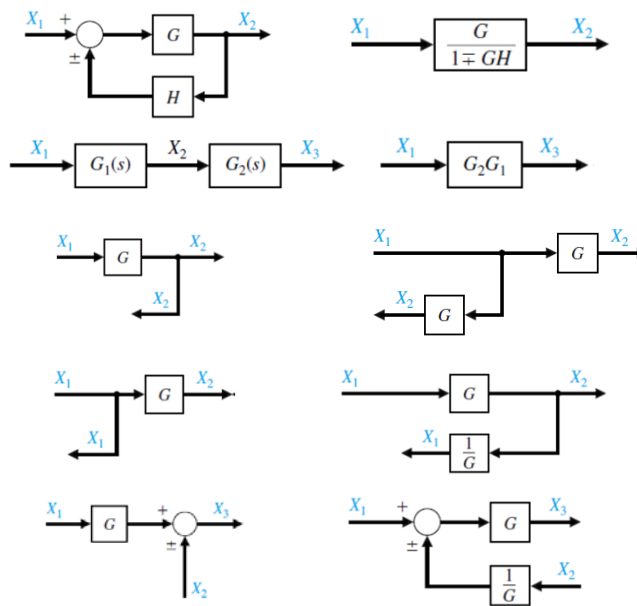 X₁ + G X₂ X₁ G X₂
± 1 ∓ GH
H
X₁ G₁(s) X₂ G₂(s) X₃ X₁ G₂G₁ X₃
X₁ G X₂ X₁ G X₂
X₂ X₂ G
X₁ G X₂ X₁ G X₂
X₁ X₁ 1/G
X₁ G + X₃ X₁ + G X₃
± ±
X₂ 1/G X₂